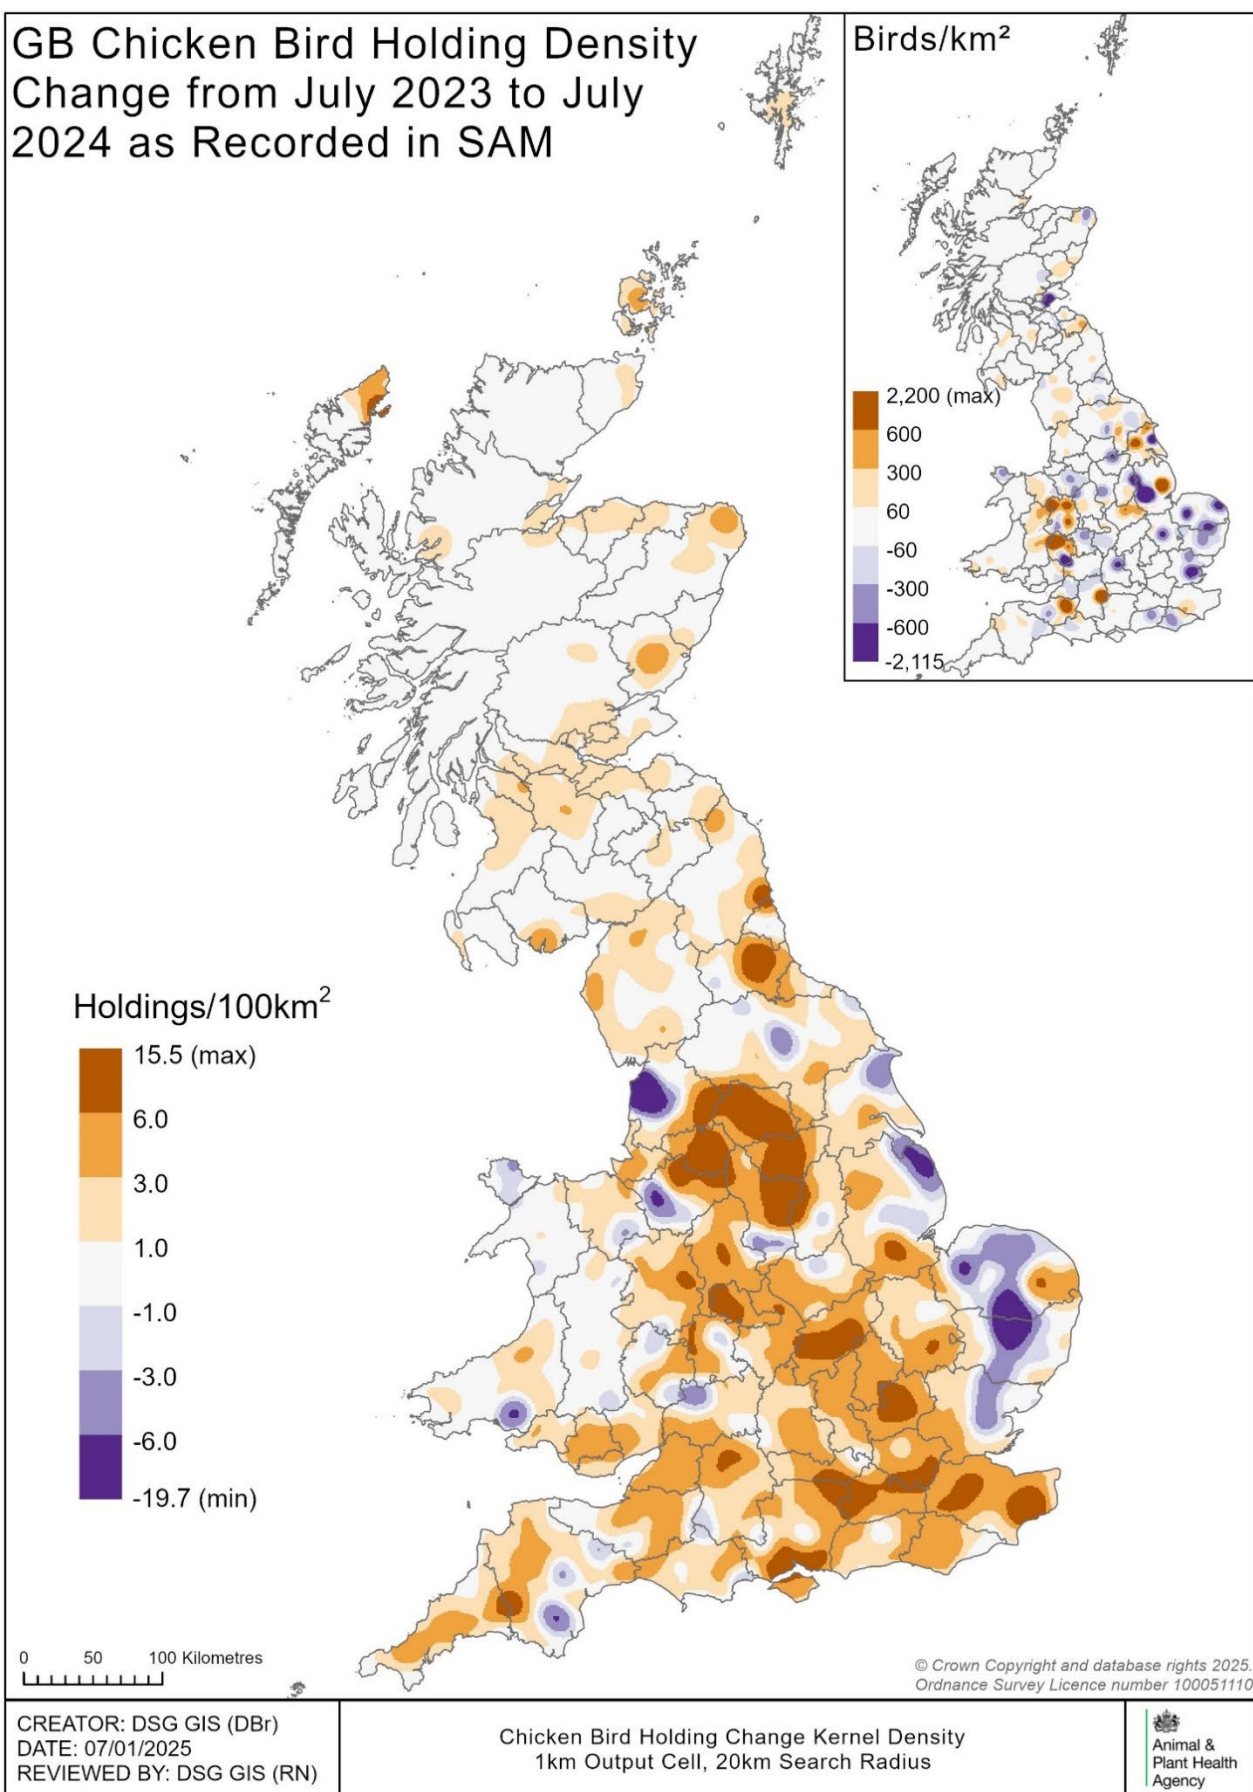 GB Chicken Bird Holding Density
Change from July 2023 to July
2024 as Recorded in SAM
Birds/km²
2,200 (max)
600
300
60
-60
-300
-600
-2,115
Holdings/100km²
15.5 (max)
6.0
3.0
1.0
-1.0
-3.0
-6.0
-19.7 (min)
0 50 100 Kilometres
© Crown Copyright and database rights 2025.
Ordnance Survey Licence number 100051110
CREATOR: DSG GIS (DBr)
DATE: 07/01/2025
REVIEWED BY: DSG GIS (RN)
Chicken Bird Holding Change Kernel Density
1km Output Cell, 20km Search Radius
Animal &
Plant Health
Agency